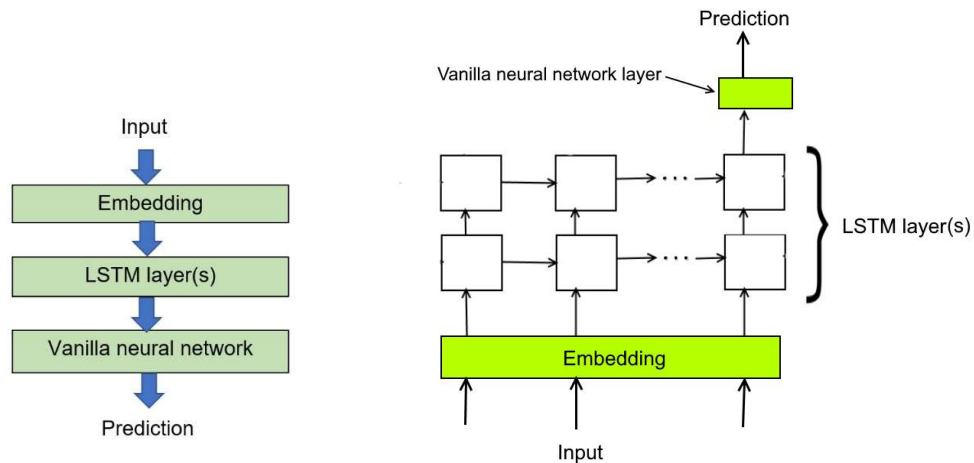 Input
Embedding
LSTM layer(s)
Vanilla neural network
Prediction
Prediction
Vanilla neural network layer
LSTM layer(s)
Embedding
Input